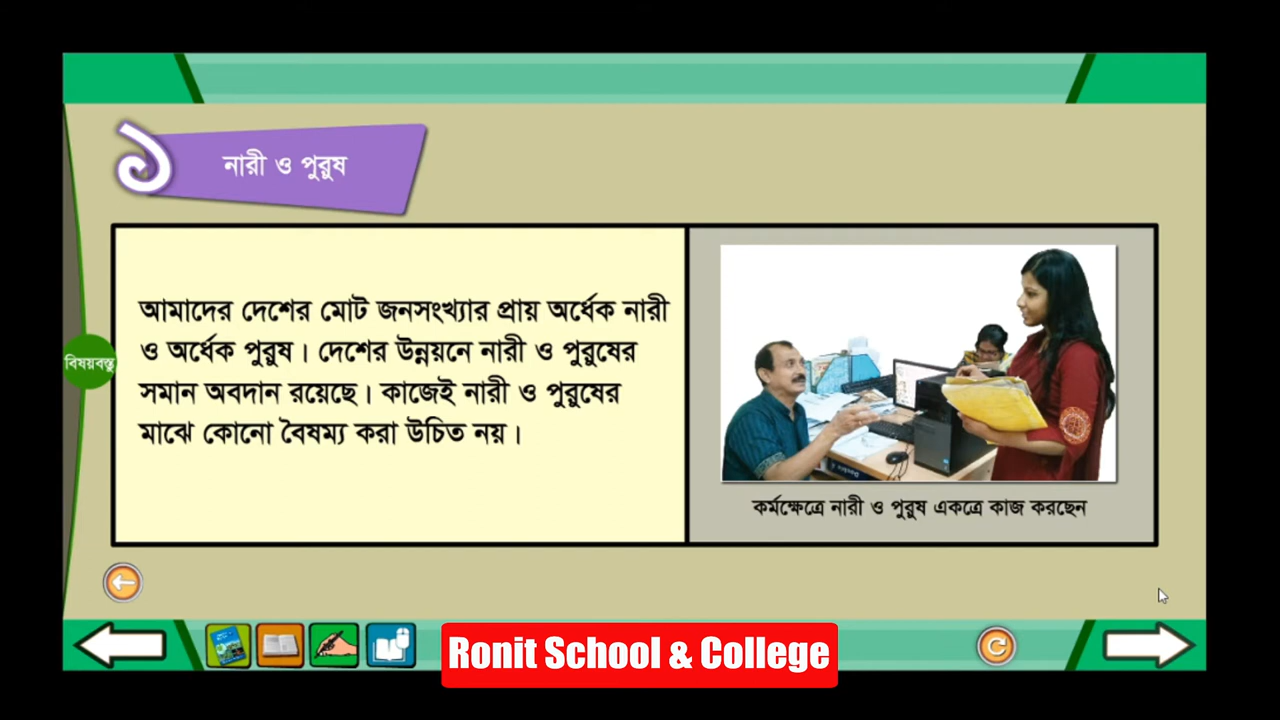 ১
নারী ও পুরুষ
আমাদের দেশের মোট জনসংখ্যার প্রায় অর্ধেক নারী
ও অর্ধেক পুরুষ। দেশের উন্নয়নে নারী ও পুরুষের
সমান অবদান রয়েছে। কাজেই নারী ও পুরুষের
মাঝে কোনো বৈষম্য করা উচিত নয়।
বিষয়বস্তু
কর্মক্ষেত্রে নারী ও পুরুষ একত্রে কাজ করছেন
Ronit School & College